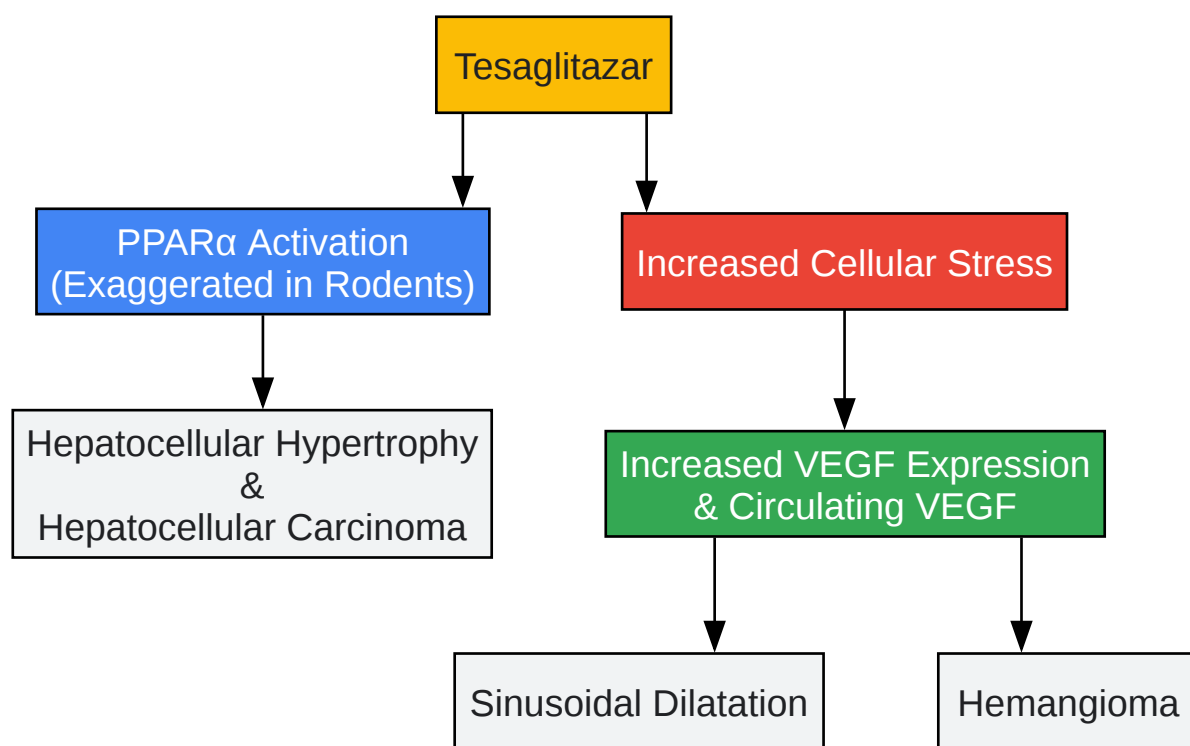 Tesaglitazar
PPARα Activation
(Exaggerated in Rodents)
Increased Cellular Stress
Hepatocellular Hypertrophy
&
Hepatocellular Carcinoma
Increased VEGF Expression
& Circulating VEGF
Sinusoidal Dilatation
Hemangioma